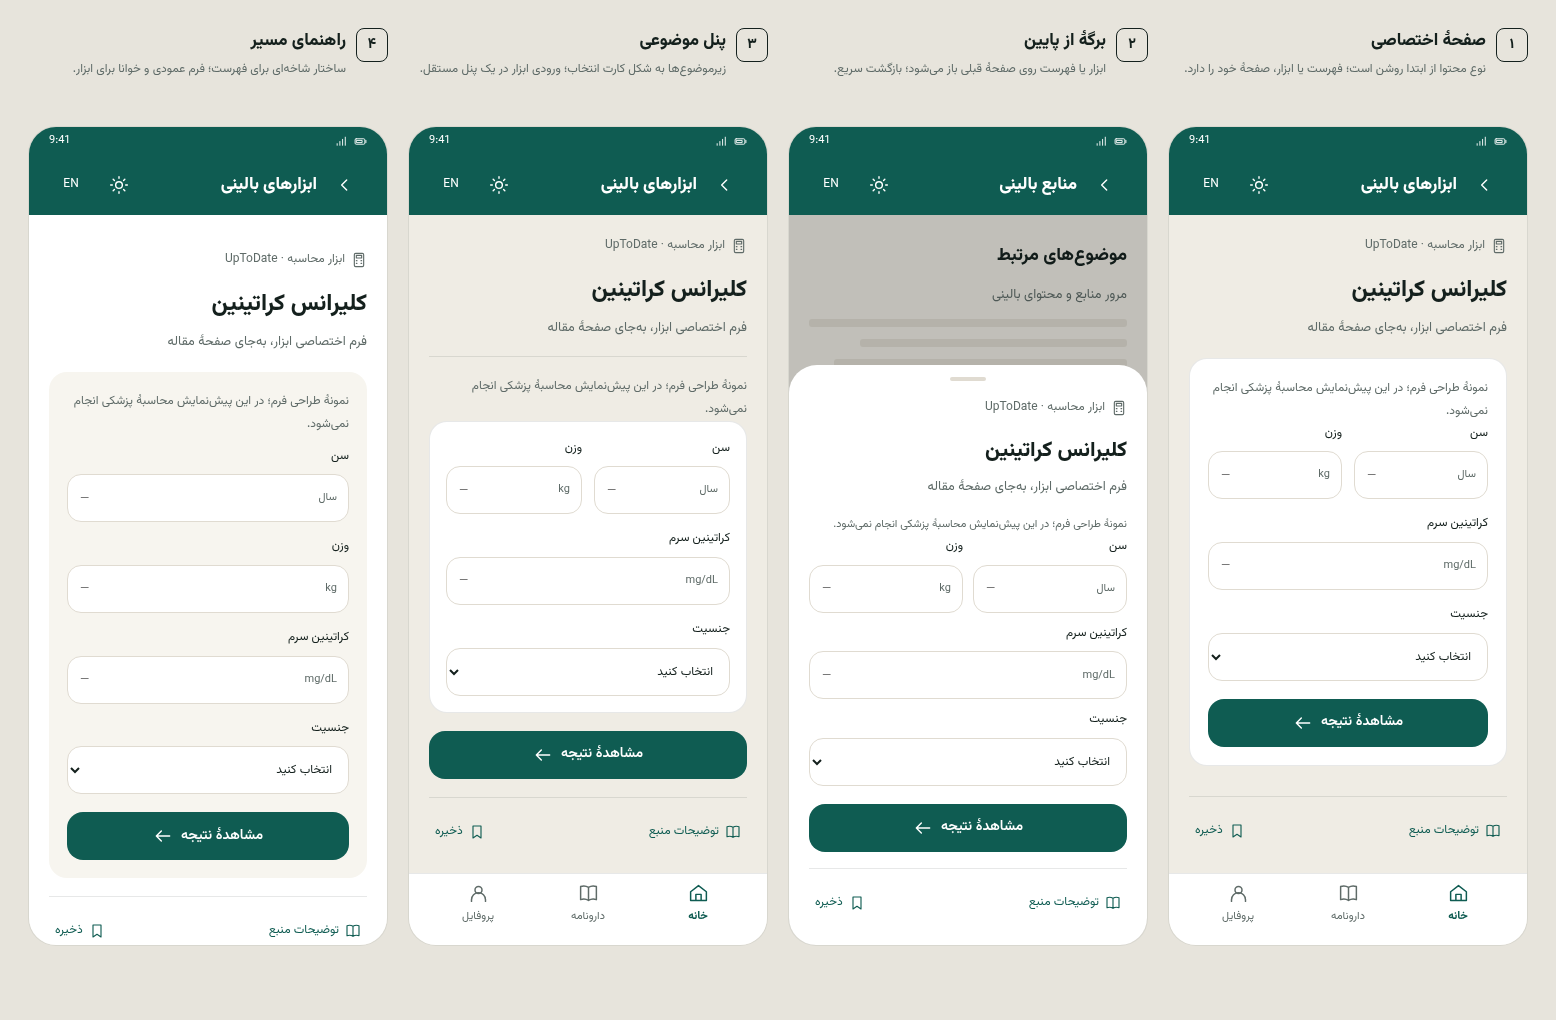 ۱
صفحهٔ اختصاصی
نوع محتوا از ابتدا روشن است؛ فهرست یا ابزار، صفحهٔ خود را دارد.
9:41
ابزارهای بالینی
EN
ابزار محاسبه · UpToDate
کلیرانس کراتینین
فرم اختصاصی ابزار، به‌جای صفحهٔ مقاله
نمونهٔ طراحی فرم؛ در این پیش‌نمایش محاسبهٔ پزشکی انجام
نمی‌شود.
سن وزن
سال — kg —
کراتینین سرم
mg/dL —
جنسیت
انتخاب کنید
مشاهدهٔ نتیجه
توضیحات منبع ذخیره
خانه دارونامه پروفایل
۲
برگهٔ از پایین
ابزار یا فهرست روی صفحهٔ قبلی باز می‌شود؛ بازگشت سریع.
9:41
منابع بالینی
EN
موضوع‌های مرتبط
مرور منابع و محتوای بالینی
ابزار محاسبه · UpToDate
کلیرانس کراتینین
فرم اختصاصی ابزار، به‌جای صفحهٔ مقاله
نمونهٔ طراحی فرم؛ در این پیش‌نمایش محاسبهٔ پزشکی انجام نمی‌شود.
سن وزن
سال — kg —
کراتینین سرم
mg/dL —
جنسیت
انتخاب کنید
مشاهدهٔ نتیجه
توضیحات منبع ذخیره
۳
پنل موضوعی
زیرموضوع‌ها به شکل کارت انتخاب؛ ورودی ابزار در یک پنل مستقل.
9:41
ابزارهای بالینی
EN
ابزار محاسبه · UpToDate
کلیرانس کراتینین
فرم اختصاصی ابزار، به‌جای صفحهٔ مقاله
نمونهٔ طراحی فرم؛ در این پیش‌نمایش محاسبهٔ پزشکی انجام
نمی‌شود.
سن وزن
سال — kg —
کراتینین سرم
mg/dL —
جنسیت
انتخاب کنید
مشاهدهٔ نتیجه
توضیحات منبع ذخیره
خانه دارونامه پروفایل
۴
راهنمای مسیر
ساختار شاخه‌ای برای فهرست؛ فرم عمودی و خوانا برای ابزار.
9:41
ابزارهای بالینی
EN
ابزار محاسبه · UpToDate
کلیرانس کراتینین
فرم اختصاصی ابزار، به‌جای صفحهٔ مقاله
نمونهٔ طراحی فرم؛ در این پیش‌نمایش محاسبهٔ پزشکی انجام
نمی‌شود.
سن
سال —
وزن
kg —
کراتینین سرم
mg/dL —
جنسیت
انتخاب کنید
مشاهدهٔ نتیجه
توضیحات منبع ذخیره